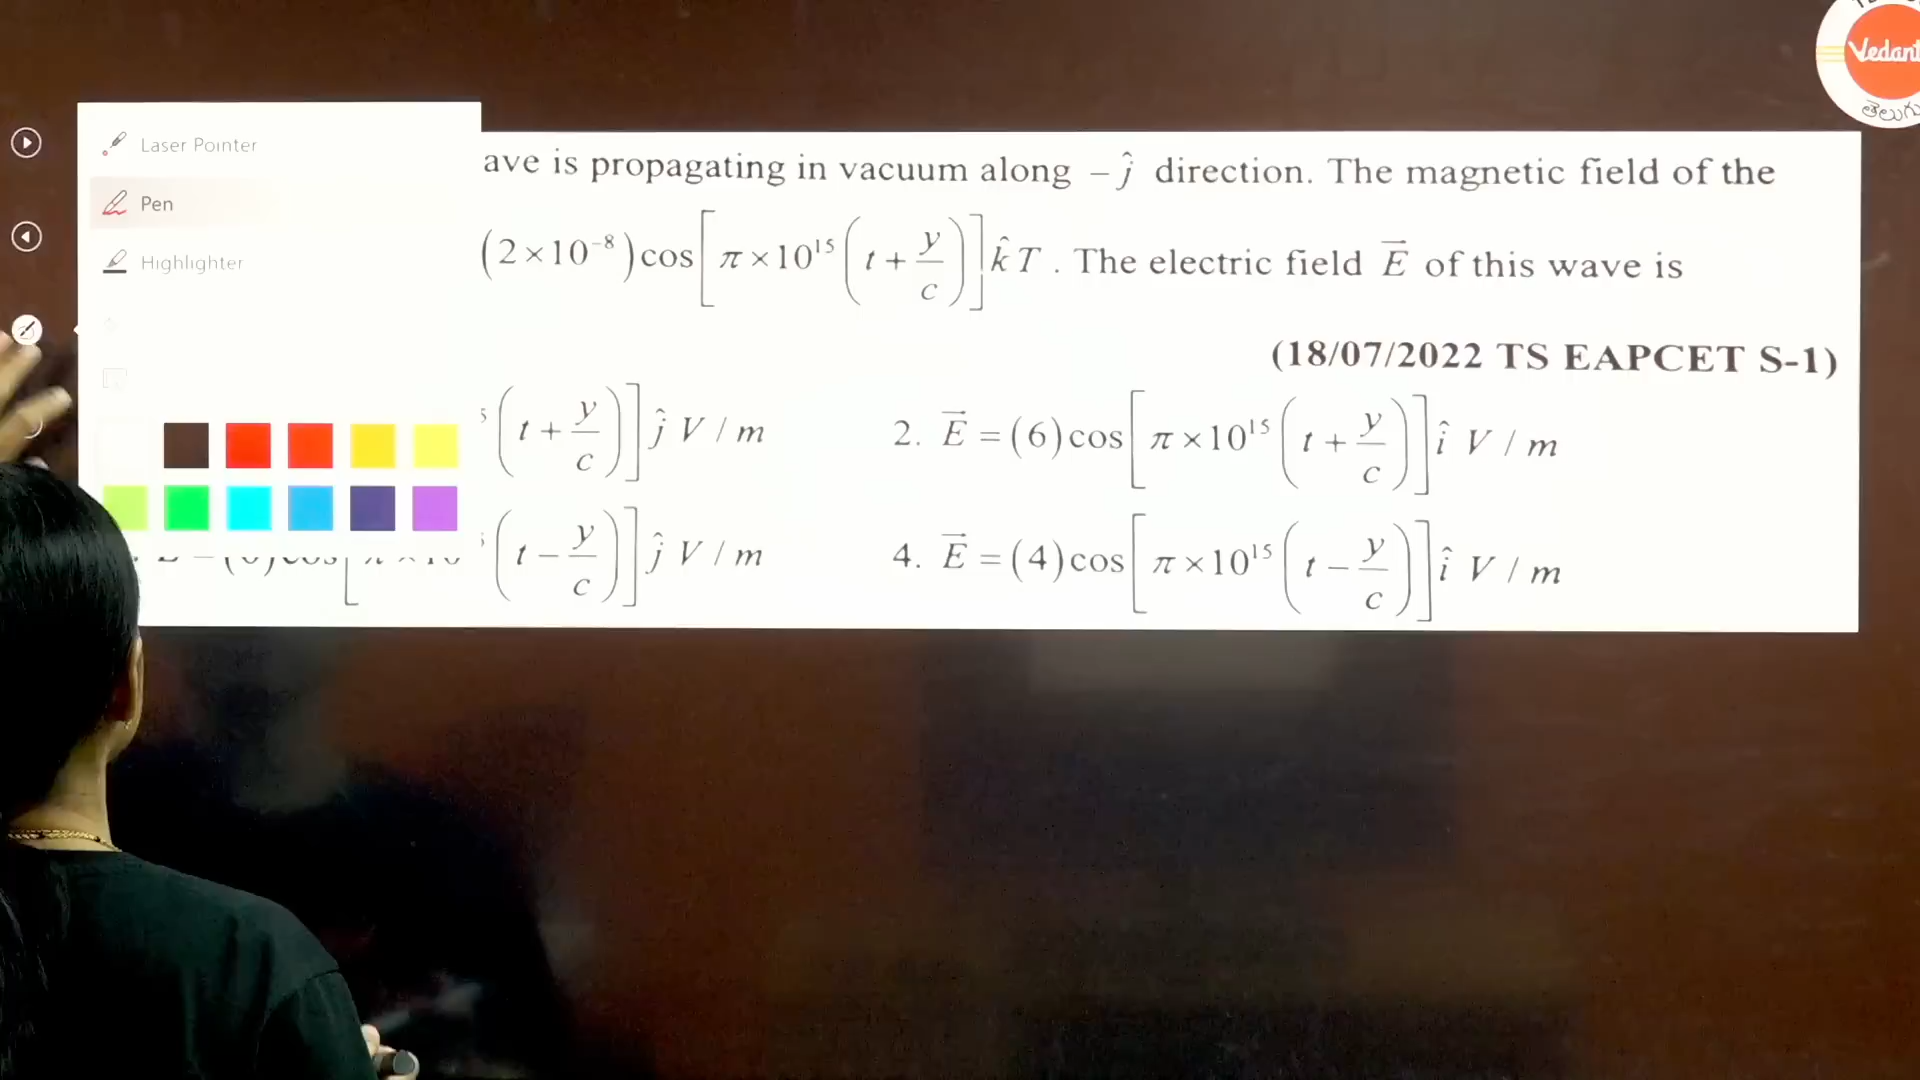 Vedant
తెలుగు
Laser Pointer
Pen
Highlighter
ave is propagating in vacuum along −ĵ direction. The magnetic field of the
(2×10⁻⁸)cos[π×10¹⁵(t+y/c)]k̂ T. The electric field E⃗ of this wave is
(18/07/2022 TS EAPCET S-1)
⁵(t+y/c)]ĵ V/m 2. E⃗=(6)cos[π×10¹⁵(t+y/c)]î V/m
(t−y/c)]ĵ V/m 4. E⃗=(4)cos[π×10¹⁵(t−y/c)]î V/m